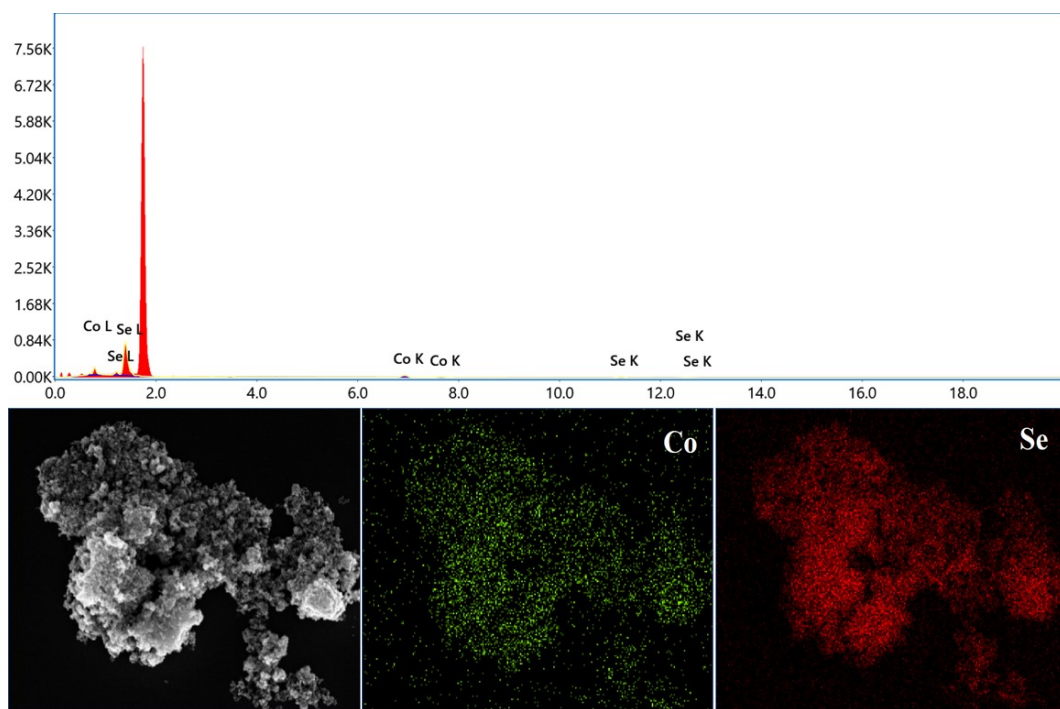 7.56K
6.72K
5.88K
5.04K
4.20K
3.36K
2.52K
1.68K
0.84K
0.00K
Co L
Se L
Se L
Co K
Co K
Se K
Se K
Se K
0.0 2.0 4.0 6.0 8.0 10.0 12.0 14.0 16.0 18.0
Co
Se